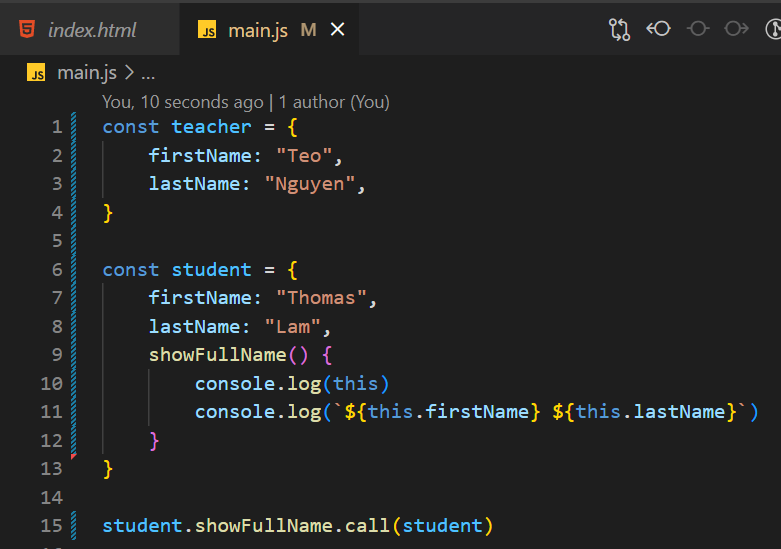 index.html main.js M
JS main.js > ...
You, 10 seconds ago | 1 author (You)
1 const teacher = {
2     firstName: "Teo",
3     lastName: "Nguyen",
4 }
5
6 const student = {
7     firstName: "Thomas",
8     lastName: "Lam",
9     showFullName() {
10         console.log(this)
11         console.log(`${this.firstName} ${this.lastName}`)
12     }
13 }
14
15 student.showFullName.call(student)